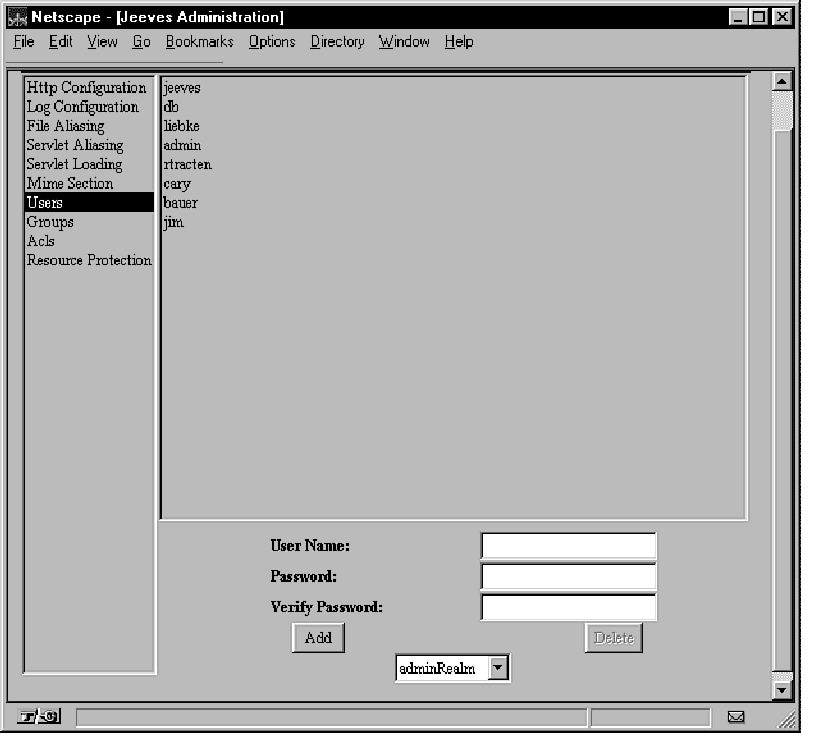 Netscape - [Jeeves Administration]
File Edit View Go Bookmarks Options Directory Window Help
Http Configuration
Log Configuration
File Aliasing
Servlet Aliasing
Servlet Loading
Mime Section
Users
Groups
Acls
Resource Protection
jeeves
db
liebke
admin
rtracten
cary
bauer
jim
User Name:
Password:
Verify Password:
Add Delete
adminRealm